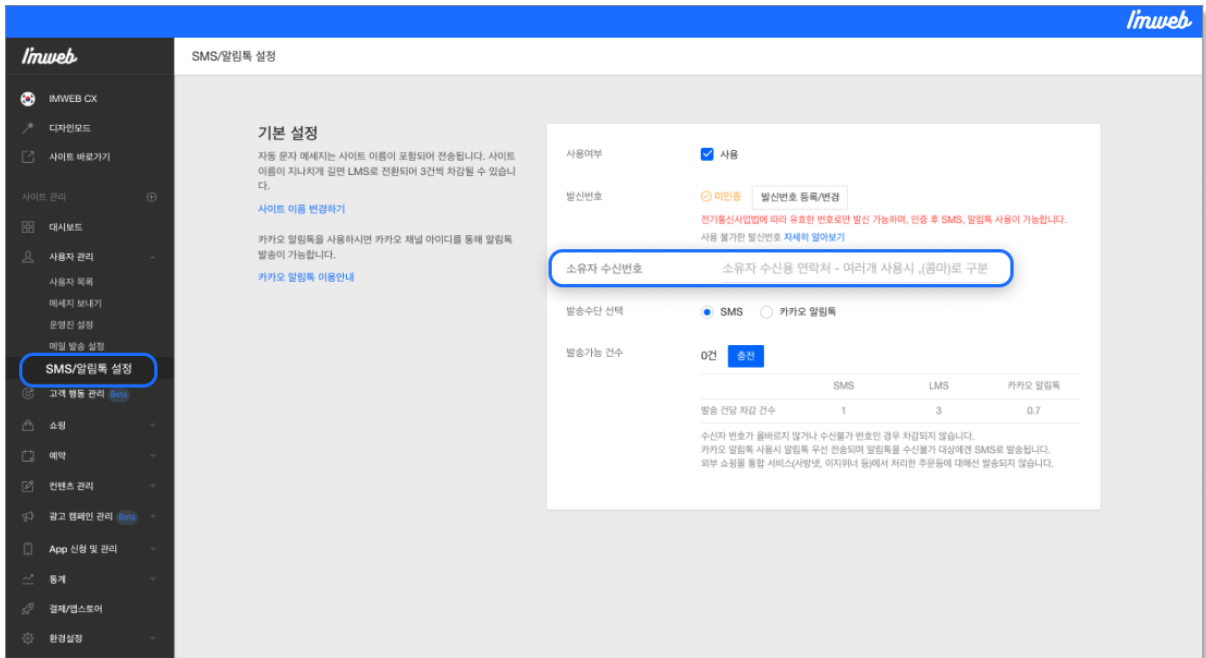 I'mweb
I'mweb
SMS/알림톡 설정
IMWEB CX
디자인모드
사이트 바로가기
사이트 관리
대시보드
사용자 관리
사용자 목록
메세지 보내기
운영진 설정
메일 발송 설정
SMS/알림톡 설정
고객 행동 관리 Beta
쇼핑
예약
컨텐츠 관리
광고 캠페인 관리 Beta
App 신청 및 관리
통계
결제/앱스토어
환경설정
기본 설정
자동 문자 메세지는 사이트 이름이 포함되어 전송됩니다. 사이트
이름이 지나치게 길면 LMS로 전환되어 3건씩 차감될 수 있습니
다.
사이트 이름 변경하기
카카오 알림톡을 사용하시면 카카오 채널 아이디를 통해 알림톡
발송이 가능합니다.
카카오 알림톡 이용안내
사용여부 사용
발신번호 미인증 발신번호 등록/변경
전기통신사업법에 따라 유효한 번호로만 발신 가능하며, 인증 후 SMS, 알림톡 사용이 가능합니다.
사용 불가한 발신번호 자세히 알아보기
소유자 수신번호 소유자 수신용 연락처 - 여러개 사용시 ,(콤마)로 구분
발송수단 선택 SMS 카카오 알림톡
발송가능 건수 0건 충전
SMS LMS 카카오 알림톡
발송 건당 차감 건수 1 3 0.7
수신자 번호가 올바르지 않거나 수신불가 번호인 경우 차감되지 않습니다.
카카오 알림톡 사용시 알림톡 우선 전송되며 알림톡을 수신불가 대상에겐 SMS로 발송됩니다.
외부 쇼핑몰 통합 서비스(사방넷, 이지위너 등)에서 처리한 주문등에 대해선 발송되지 않습니다.